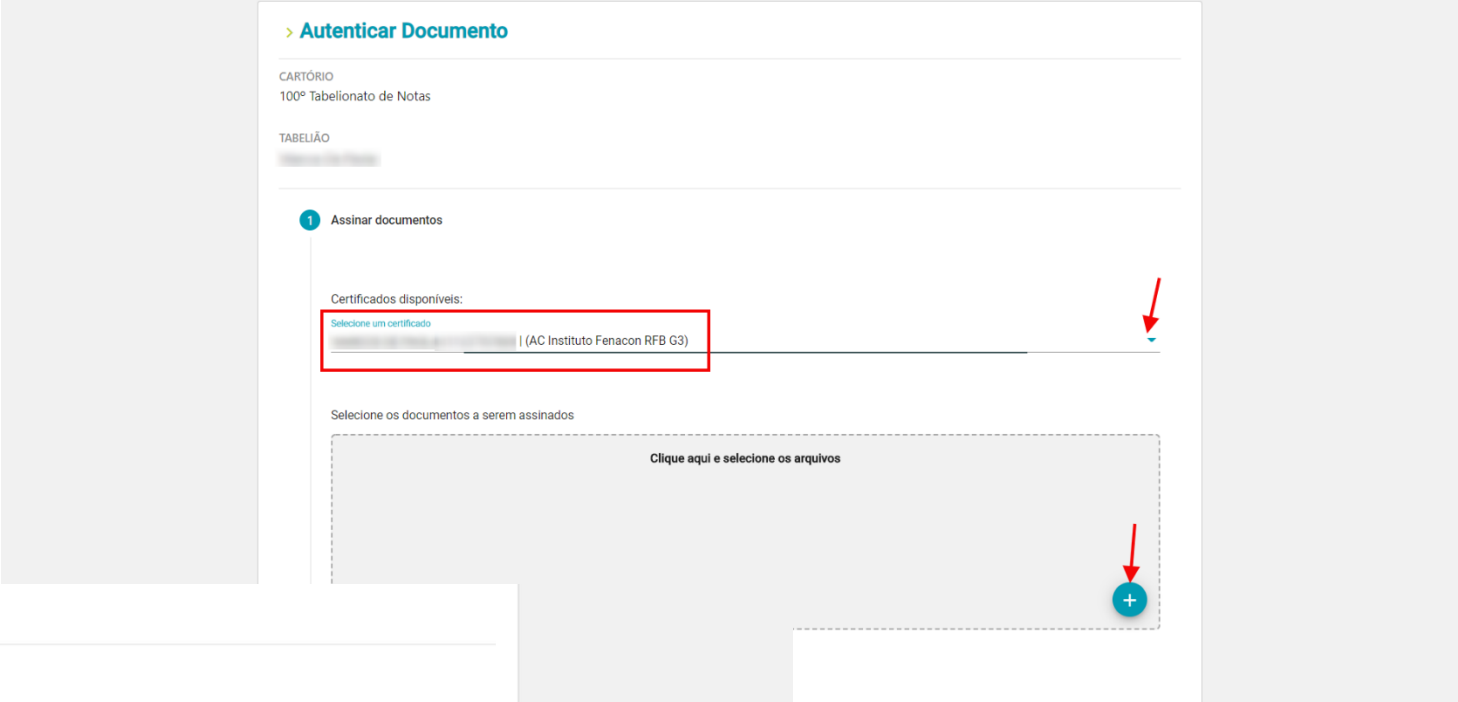 Autenticar Documento
CARTÓRIO
100º Tabelionato de Notas
TABELIÃO
1 Assinar documentos
Certificados disponíveis:
Selecione um certificado
| (AC Instituto Fenacon RFB G3)
Selecione os documentos a serem assinados
Clique aqui e selecione os arquivos